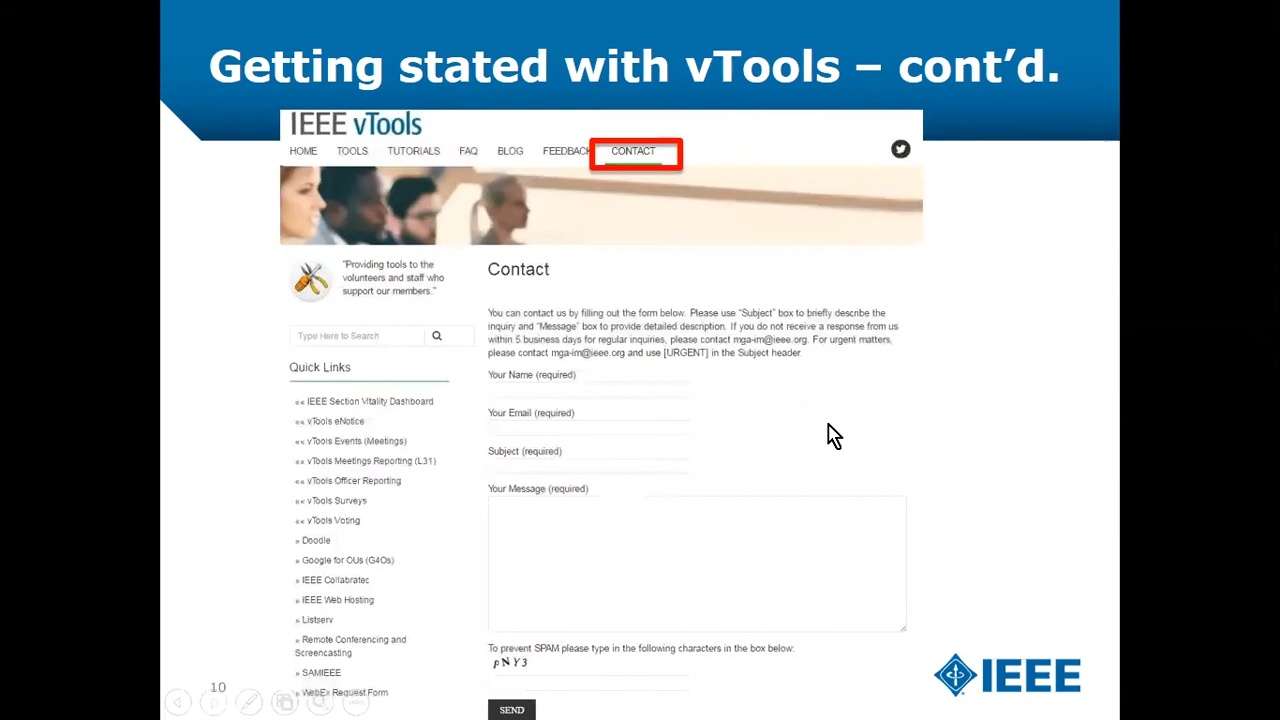 Getting stated with vTools – cont’d.
IEEE vTools
HOME TOOLS TUTORIALS FAQ BLOG FEEDBACK CONTACT
"Providing tools to the
volunteers and staff who
support our members."
Type Here to Search
Quick Links
«« IEEE Section Vitality Dashboard
«« vTools eNotice
«« vTools Events (Meetings)
«« vTools Meetings Reporting (L31)
«« vTools Officer Reporting
«« vTools Surveys
«« vTools Voting
» Doodle
» Google for OUs (G4Os)
» IEEE Collabratec
» IEEE Web Hosting
» Listserv
» Remote Conferencing and
Screencasting
» SAMIEEE
» WebEx Request Form
Contact
You can contact us by filling out the form below. Please use “Subject” box to briefly describe the
inquiry and “Message” box to provide detailed description. If you do not receive a response from us
within 5 business days for regular inquiries, please contact mga-im@ieee.org. For urgent matters,
please contact mga-im@ieee.org and use [URGENT] in the Subject header.
Your Name (required)
Your Email (required)
Subject (required)
Your Message (required)
To prevent SPAM please type in the following characters in the box below:
pNY3
SEND
10
IEEE